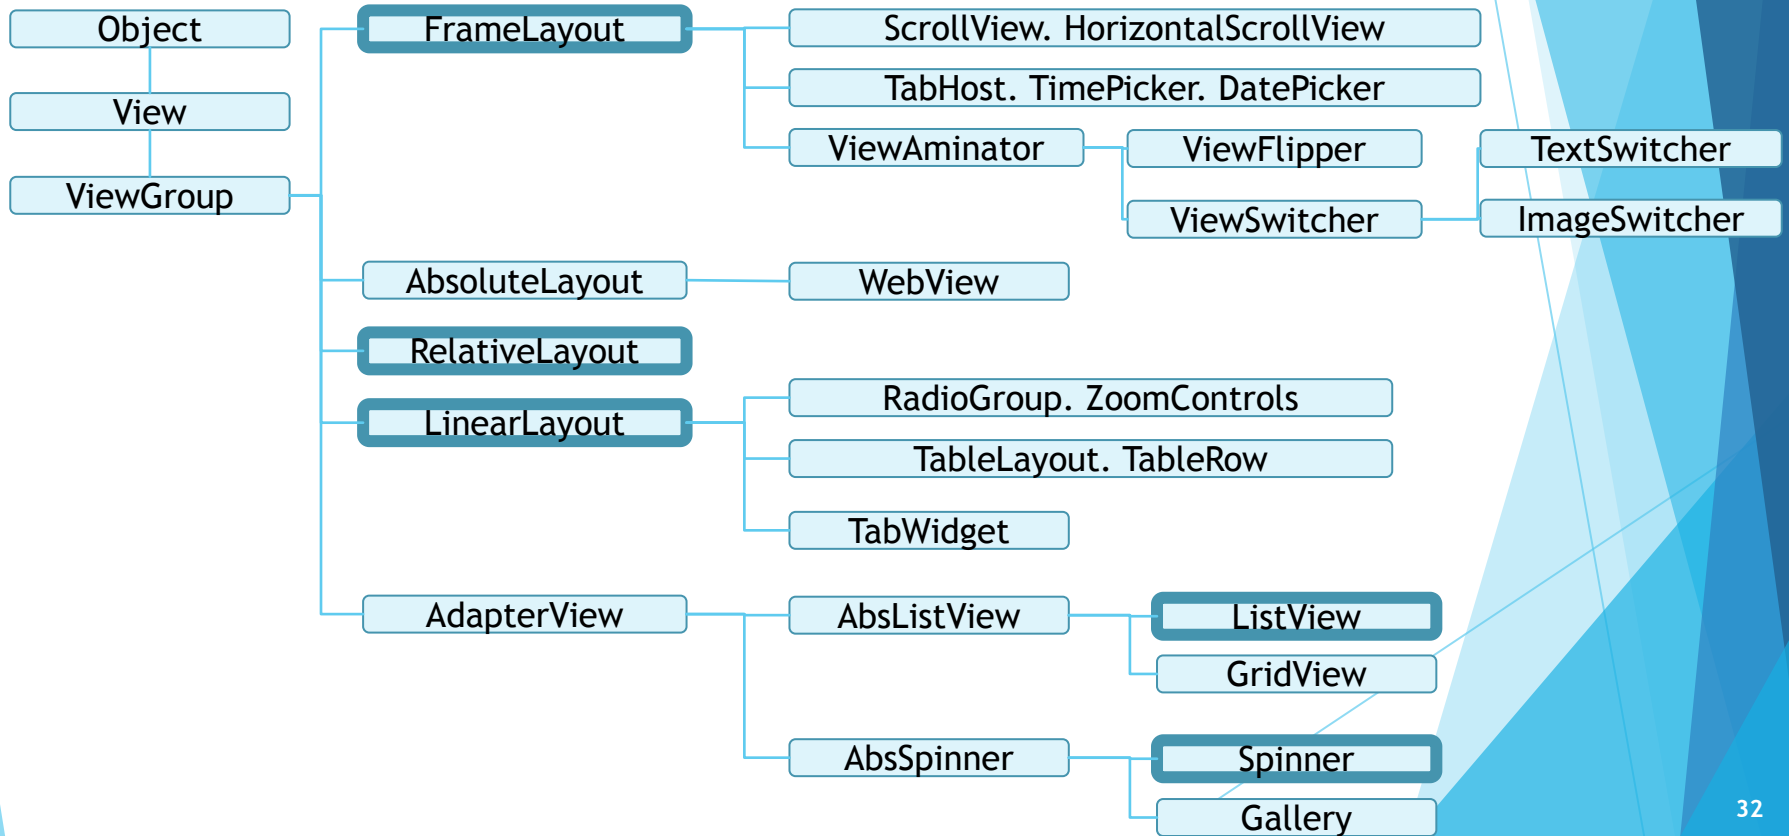 Object
View
ViewGroup
FrameLayout
ScrollView. HorizontalScrollView
TabHost. TimePicker. DatePicker
ViewAminator
ViewFlipper
TextSwitcher
ViewSwitcher
ImageSwitcher
AbsoluteLayout
WebView
RelativeLayout
LinearLayout
RadioGroup. ZoomControls
TableLayout. TableRow
TabWidget
AdapterView
AbsListView
ListView
GridView
AbsSpinner
Spinner
Gallery
32